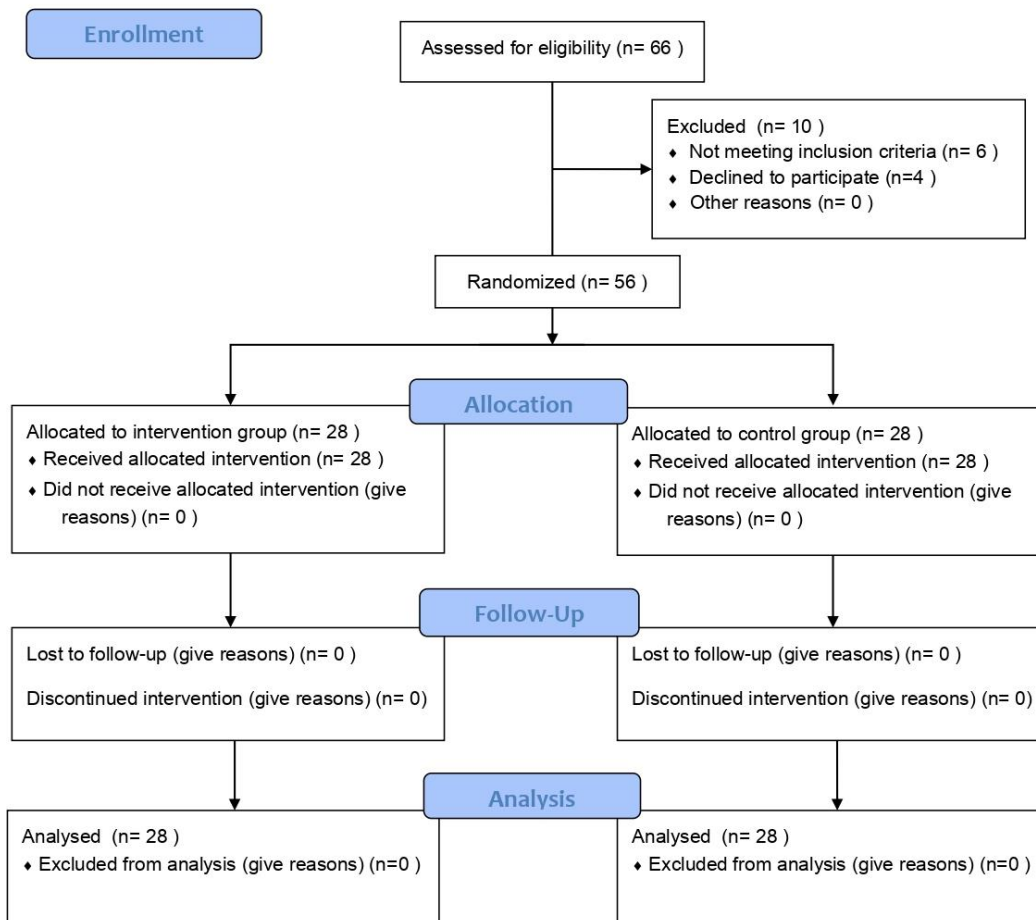 Enrollment
Assessed for eligibility (n= 66 )
Excluded (n= 10 )
♦ Not meeting inclusion criteria (n= 6 )
♦ Declined to participate (n=4 )
♦ Other reasons (n= 0 )
Randomized (n= 56 )
Allocation
Allocated to intervention group (n= 28 )
♦ Received allocated intervention (n= 28 )
♦ Did not receive allocated intervention (give
reasons) (n= 0 )
Allocated to control group (n= 28 )
♦ Received allocated intervention (n= 28 )
♦ Did not receive allocated intervention (give
reasons) (n= 0 )
Follow-Up
Lost to follow-up (give reasons) (n= 0 )
Discontinued intervention (give reasons) (n= 0)
Lost to follow-up (give reasons) (n= 0 )
Discontinued intervention (give reasons) (n= 0)
Analysis
Analysed (n= 28 )
♦ Excluded from analysis (give reasons) (n=0 )
Analysed (n= 28 )
♦ Excluded from analysis (give reasons) (n=0 )